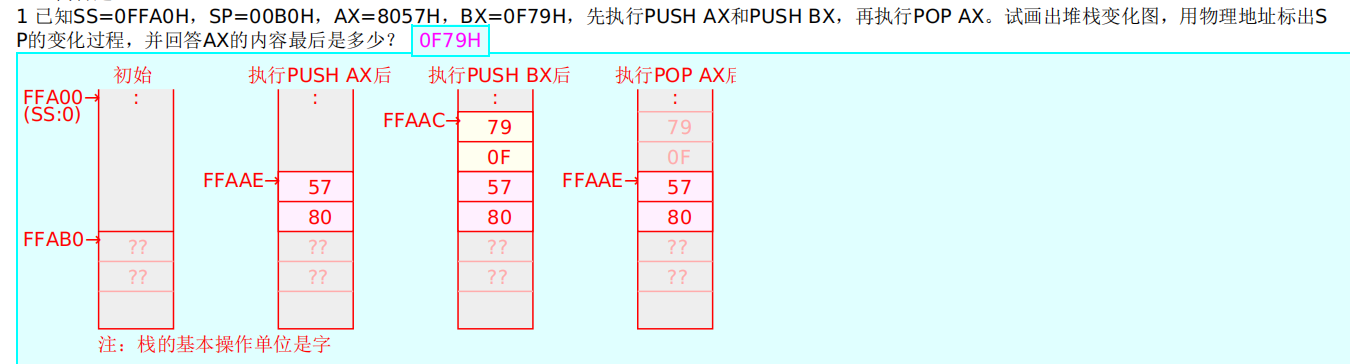 1 已知SS=0FFA0H，SP=00B0H，AX=8057H，BX=0F79H，先执行PUSH AX和PUSH BX，再执行POP AX。试画出堆栈变化图，用物理地址标出S
P的变化过程，并回答AX的内容最后是多少？ 0F79H
初始 执行PUSH AX后 执行PUSH BX后 执行POP AX后
FFA00→ : : : :
(SS:0)
FFAAC→ 79 79
0F 0F
FFAAE→ 57 57 FFAAE→ 57
80 80 80
FFAB0→ ?? ?? ?? ??
?? ?? ?? ??
注：栈的基本操作单位是字